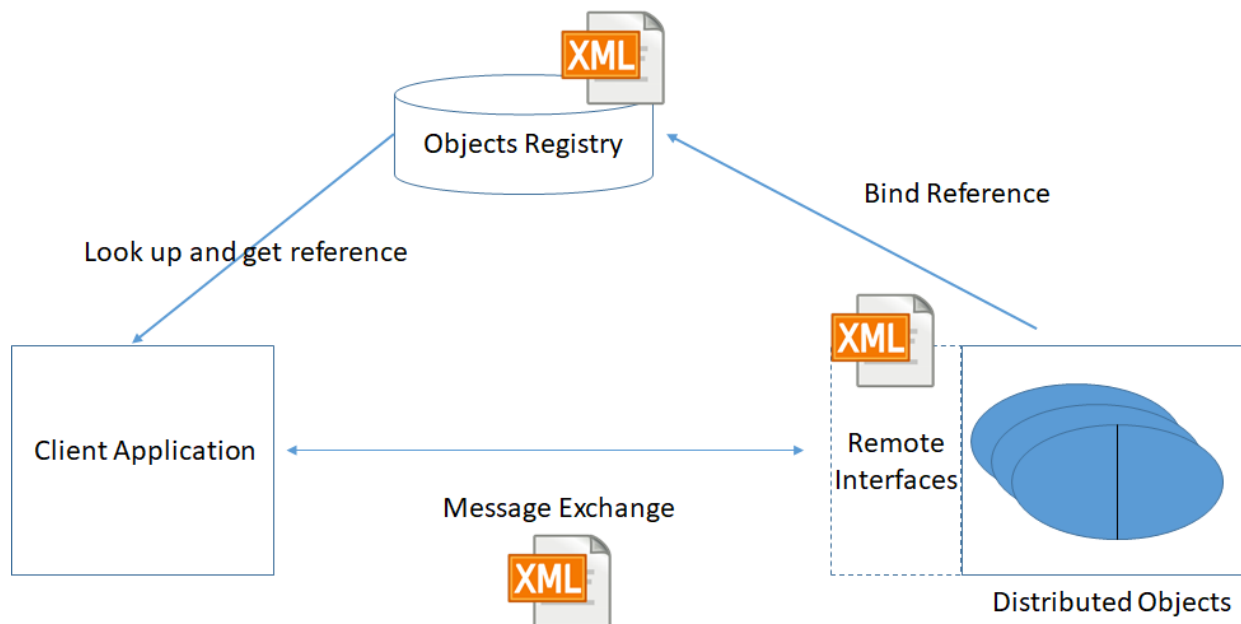 XML
Objects Registry
Bind Reference
Look up and get reference
XML
Client Application
Remote
Interfaces
Message Exchange
XML
Distributed Objects